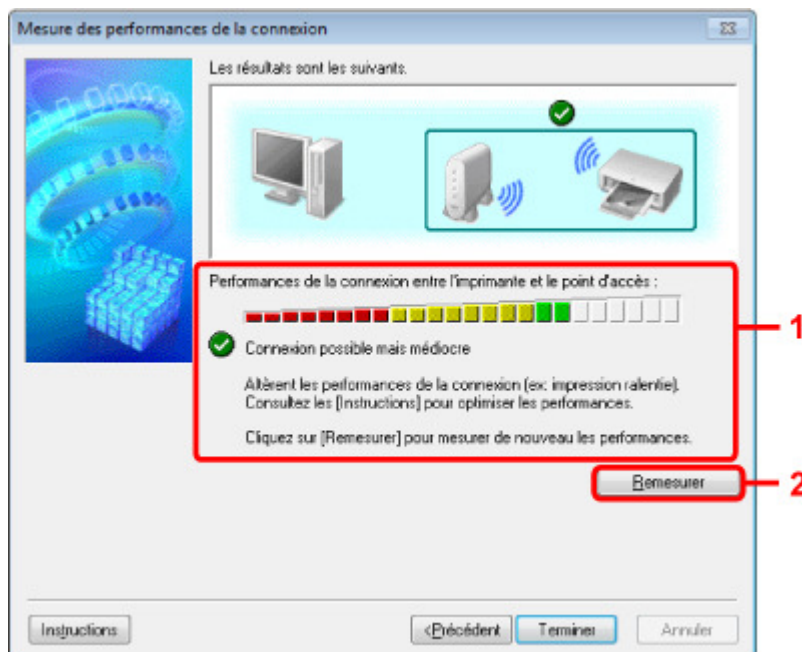 Mesure des performances de la connexion
Les résultats sont les suivants.
Performances de la connexion entre l'imprimante et le point d'accès :
1
Connexion possible mais médiocre
Altèrent les performances de la connexion (ex: impression ralentie).
Consultez les [Instructions] pour optimiser les performances.
Cliquez sur [Remesurer] pour mesurer de nouveau les performances.
Remesurer
2
Instructions
<Précédent
Terminer
Annuler